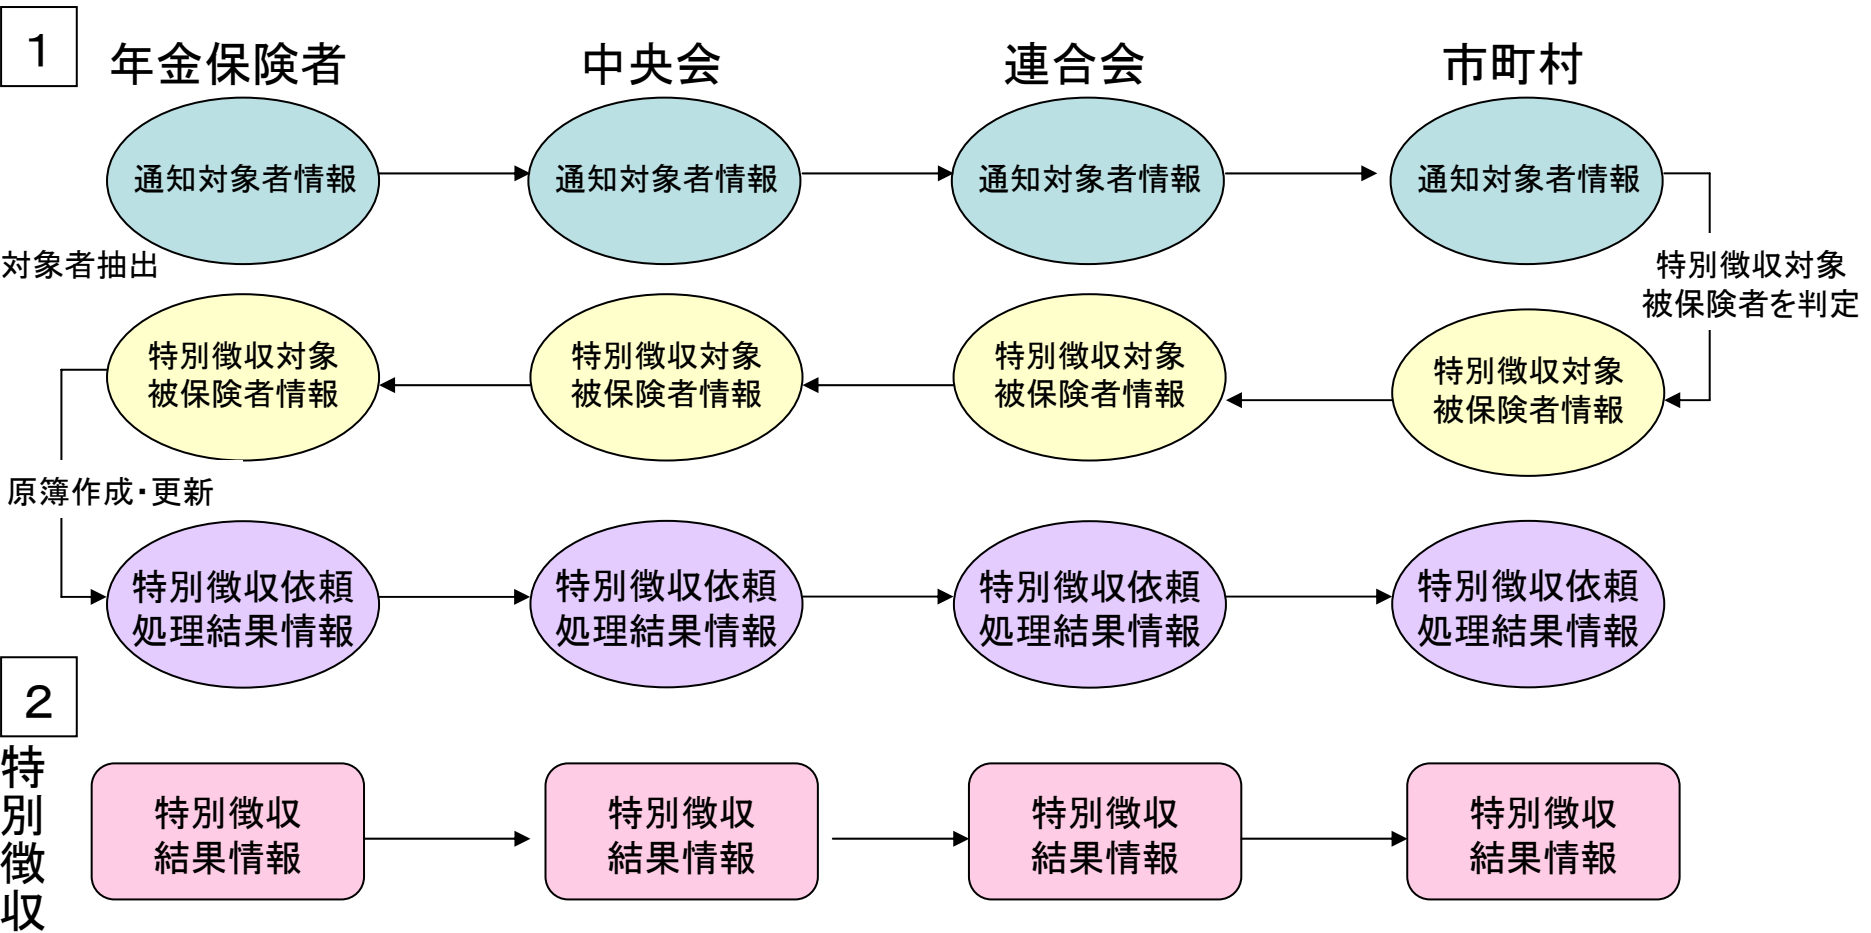 １
年金保険者
中央会
連合会
市町村
通知対象者情報
通知対象者情報
通知対象者情報
通知対象者情報
対象者抽出
特別徴収対象
被保険者を判定
特別徴収対象
被保険者情報
特別徴収対象
被保険者情報
特別徴収対象
被保険者情報
特別徴収対象
被保険者情報
原簿作成・更新
特別徴収依頼
処理結果情報
特別徴収依頼
処理結果情報
特別徴収依頼
処理結果情報
特別徴収依頼
処理結果情報
２
特別徴収
特別徴収
結果情報
特別徴収
結果情報
特別徴収
結果情報
特別徴収
結果情報